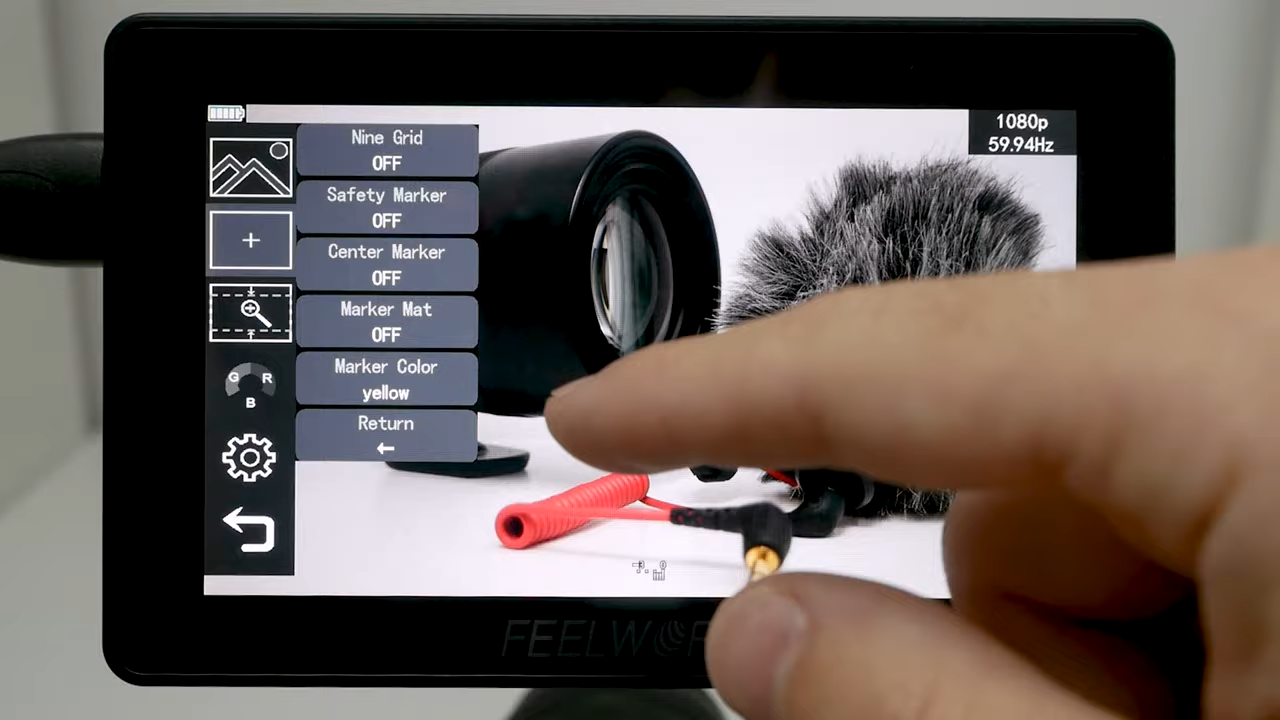 1080p
59.94Hz
Nine Grid
OFF
Safety Marker
OFF
Center Marker
OFF
Marker Mat
OFF
Marker Color
yellow
Return
G R
B
FEELWOR